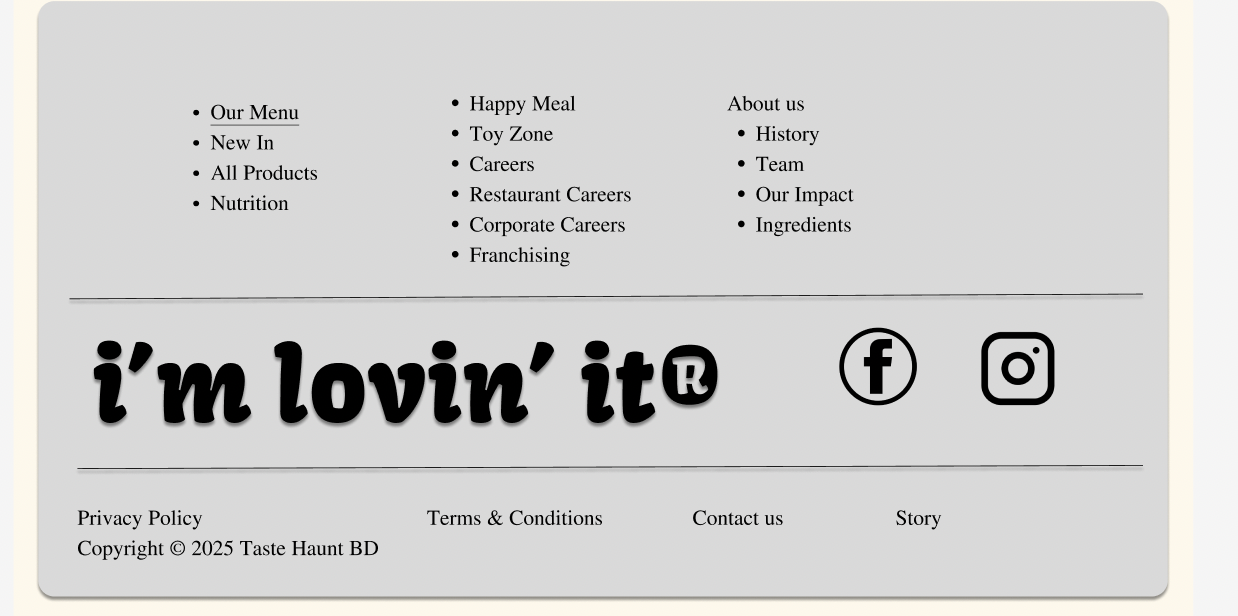 Our Menu
New In
All Products
Nutrition
Happy Meal
Toy Zone
Careers
Restaurant Careers
Corporate Careers
Franchising
About us
History
Team
Our Impact
Ingredients
i’m lovin’ it®
Privacy Policy
Terms & Conditions
Contact us
Story
Copyright © 2025 Taste Haunt BD